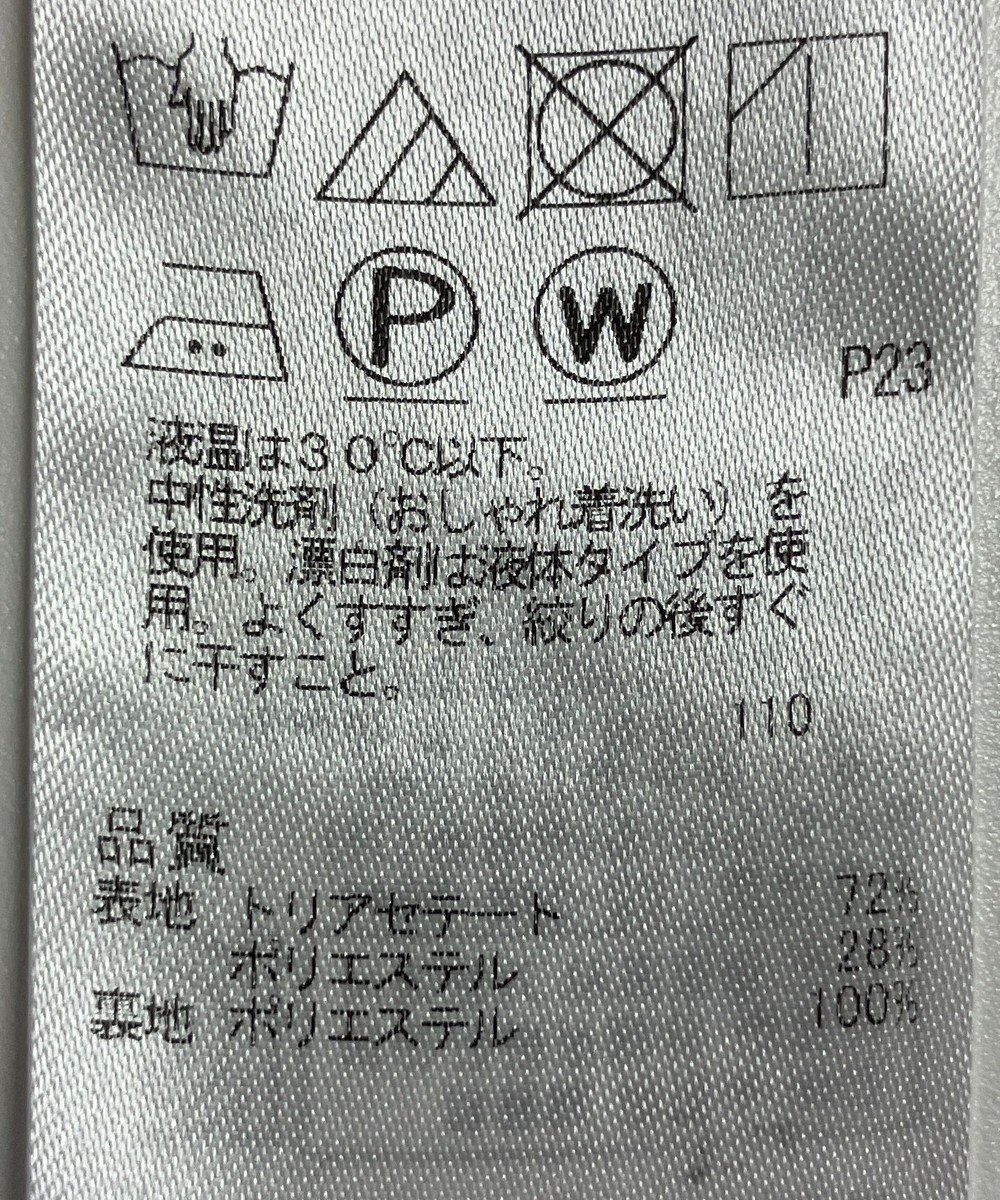 P W
P23
液温は30℃以下。
中性洗剤（おしゃれ着洗い）を
使用。漂白剤は液体タイプを使
用。よくすすぎ、絞りの後すぐ
に干すこと。
110
品質
表地 トリアセテート 72%
ポリエステル 28%
裏地 ポリエステル 100%